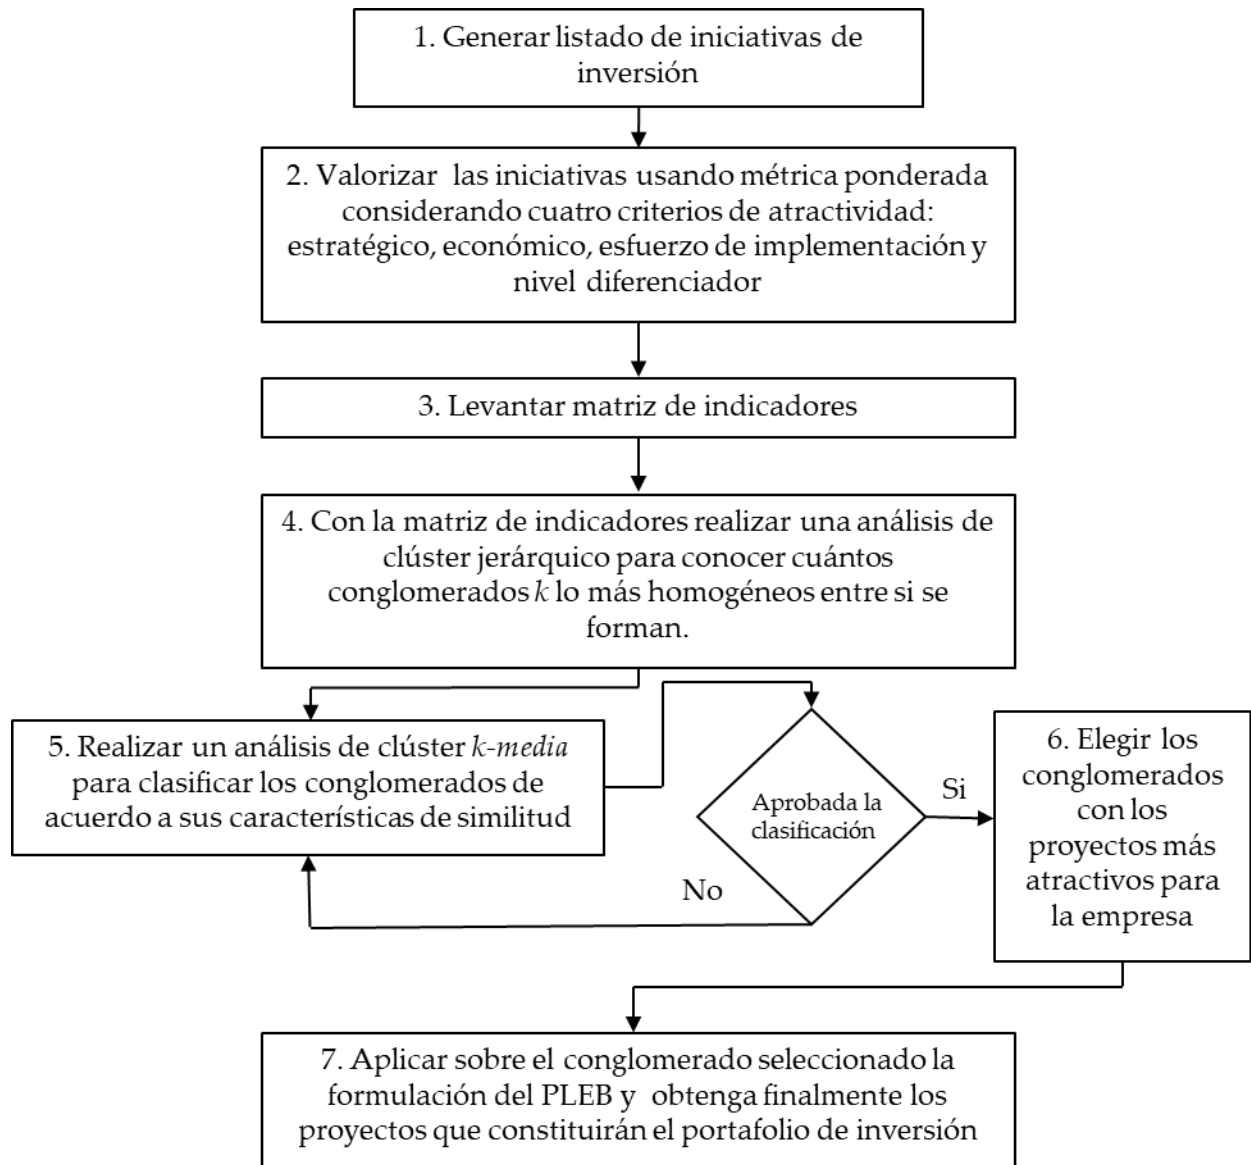 1. Generar listado de iniciativas de
inversión
2. Valorizar las iniciativas usando métrica ponderada
considerando cuatro criterios de atractividad:
estratégico, económico, esfuerzo de implementación y
nivel diferenciador
3. Levantar matriz de indicadores
4. Con la matriz de indicadores realizar una análisis de
clúster jerárquico para conocer cuántos
conglomerados k lo más homogéneos entre si se
forman.
5. Realizar un análisis de clúster k-media
para clasificar los conglomerados de
acuerdo a sus características de similitud
Aprobada la
clasificación
Si
No
6. Elegir los
conglomerados
con los
proyectos más
atractivos para
la empresa
7. Aplicar sobre el conglomerado seleccionado la
formulación del PLEB y obtenga finalmente los
proyectos que constituirán el portafolio de inversión